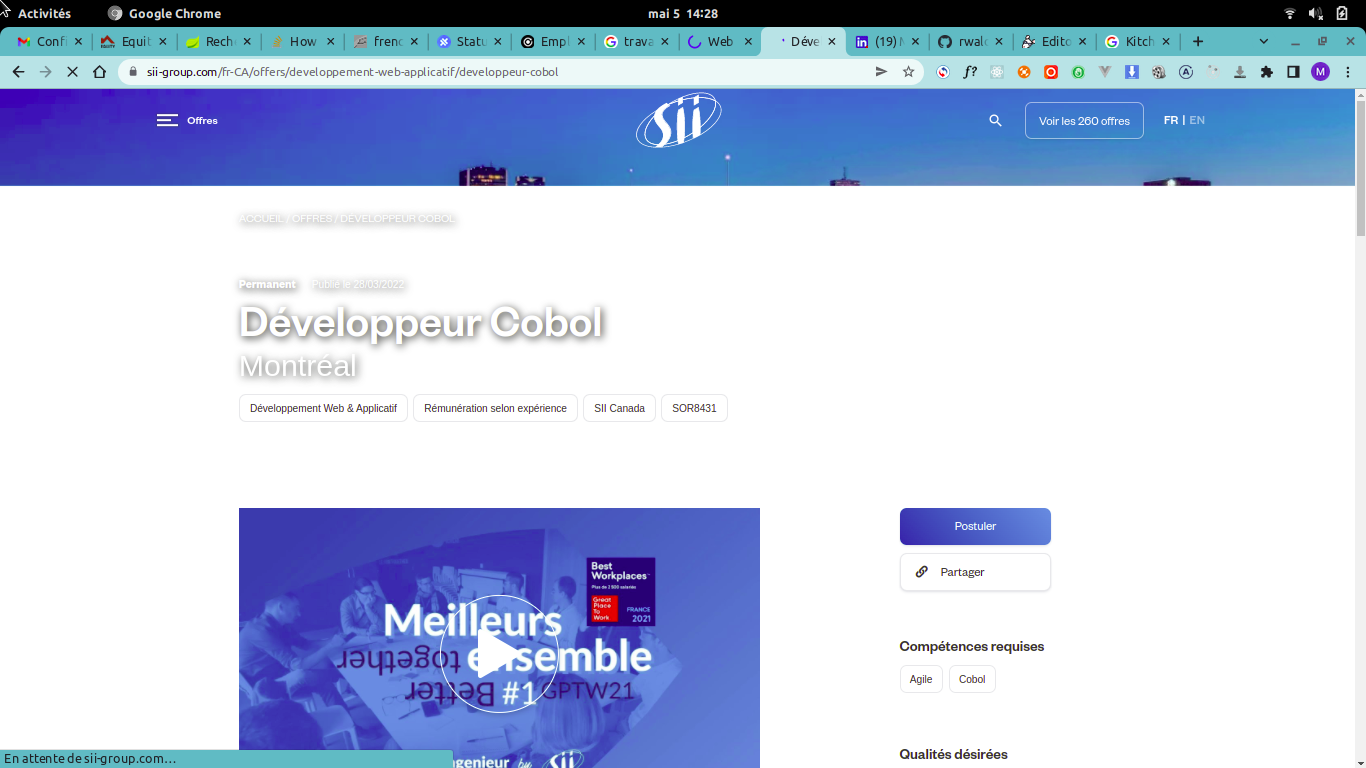 Activités Google Chrome mai 5 14:28
Confi Equit Rech How frenc Statu Empl trava Web Déve (19) rwalc Edito Kitch
sii-group.com/fr-CA/offers/developpement-web-applicatif/developpeur-cobol f? M
Offres sii Voir les 260 offres FR | EN
ACCUEIL / OFFRES / DÉVELOPPEUR COBOL
Permanent Publié le 28/03/2022
Développeur Cobol
Montréal
Développement Web & Applicatif Rémunération selon expérience SII Canada SOR8431
Postuler
Partager
Best
Workplaces™
Plus de 2 500 salariés
Great
Place
To
Work
FRANCE
2021
Meilleurs
ensemble
together
Better
#1 GPTW21
Compétences requises
Agile Cobol
Qualités désirées
ngenieur by sii
En attente de sii-group.com…